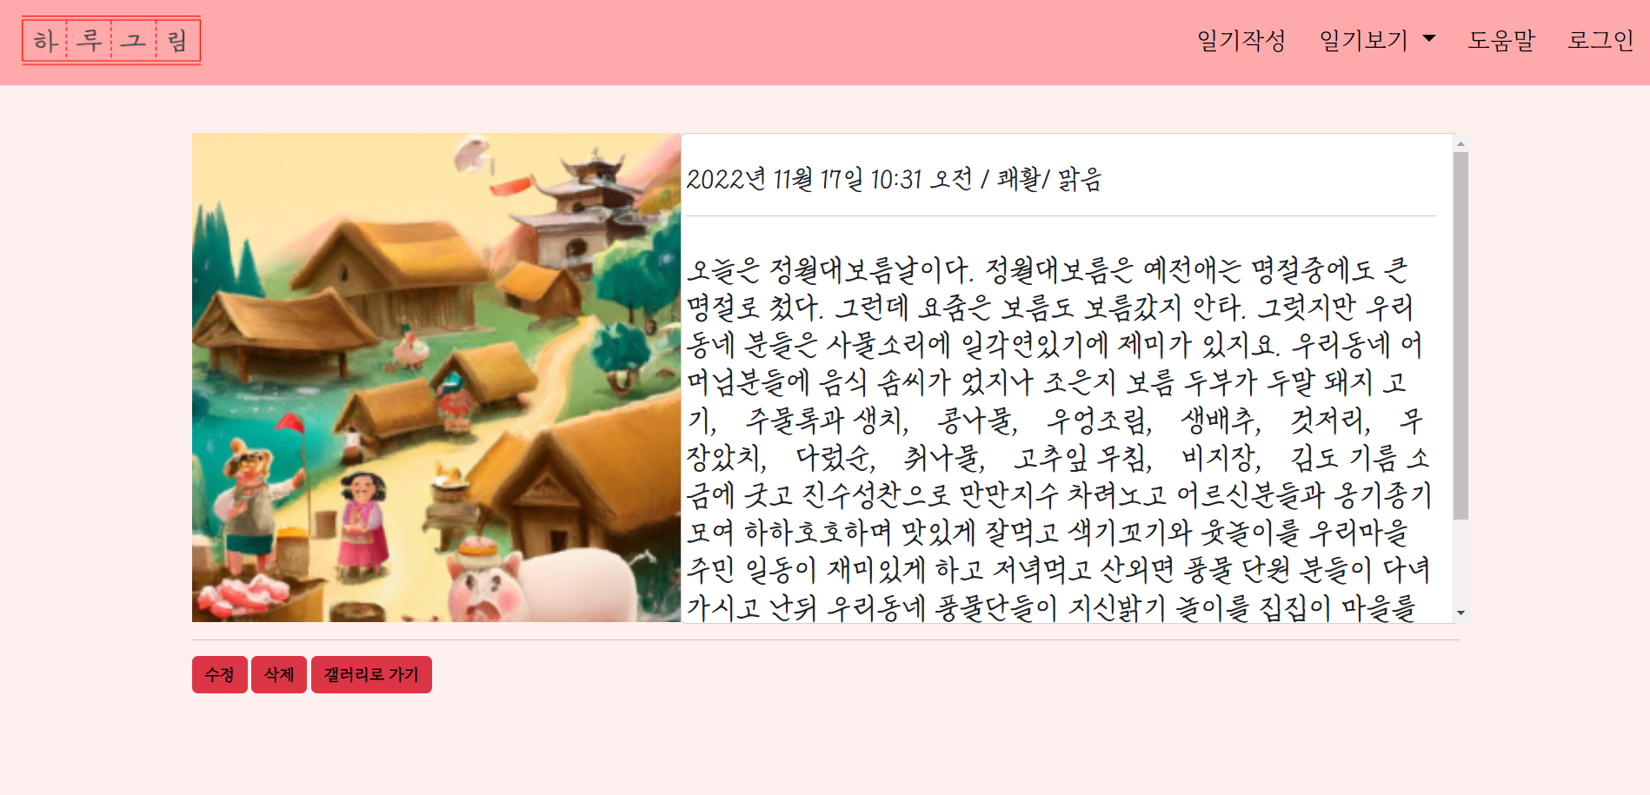 하루그림
일기작성 일기보기 도움말 로그인
2022년 11월 17일 10:31 오전 / 쾌활/ 맑음
오늘은 정월대보름날이다. 정월대보름은 예전애는 명절중에도 큰
명절로 첬다. 그런데 요줌은 보름도 보름갔지 안타. 그럿지만 우리
동네 분들은 사물소리에 일각연있기에 제미가 있지요. 우리동네 어
머님분들에 음식 솜씨가 었지나 조은지 보름 두부가 두말 돼지 고
기, 주물록과 생치, 콩나물, 우엉조림, 생배추, 것저리, 무
장았치, 다럾순, 취나물, 고추잎 무침, 비지장, 김도 기름 소
금에 굿고 진수성찬으로 만만지수 차려노고 어르신분들과 옹기종기
모여 하하호호하며 맛있게 잘먹고 색기꼬기와 윷놀이를 우리마을
주민 일동이 재미있게 하고 저녁먹고 산외면 풍물 단원 분들이 다녀
가시고 난뒤 우리동네 풍물단들이 지신밝기 놀이를 집집이 마을를
수정 삭제 갤러리로 가기